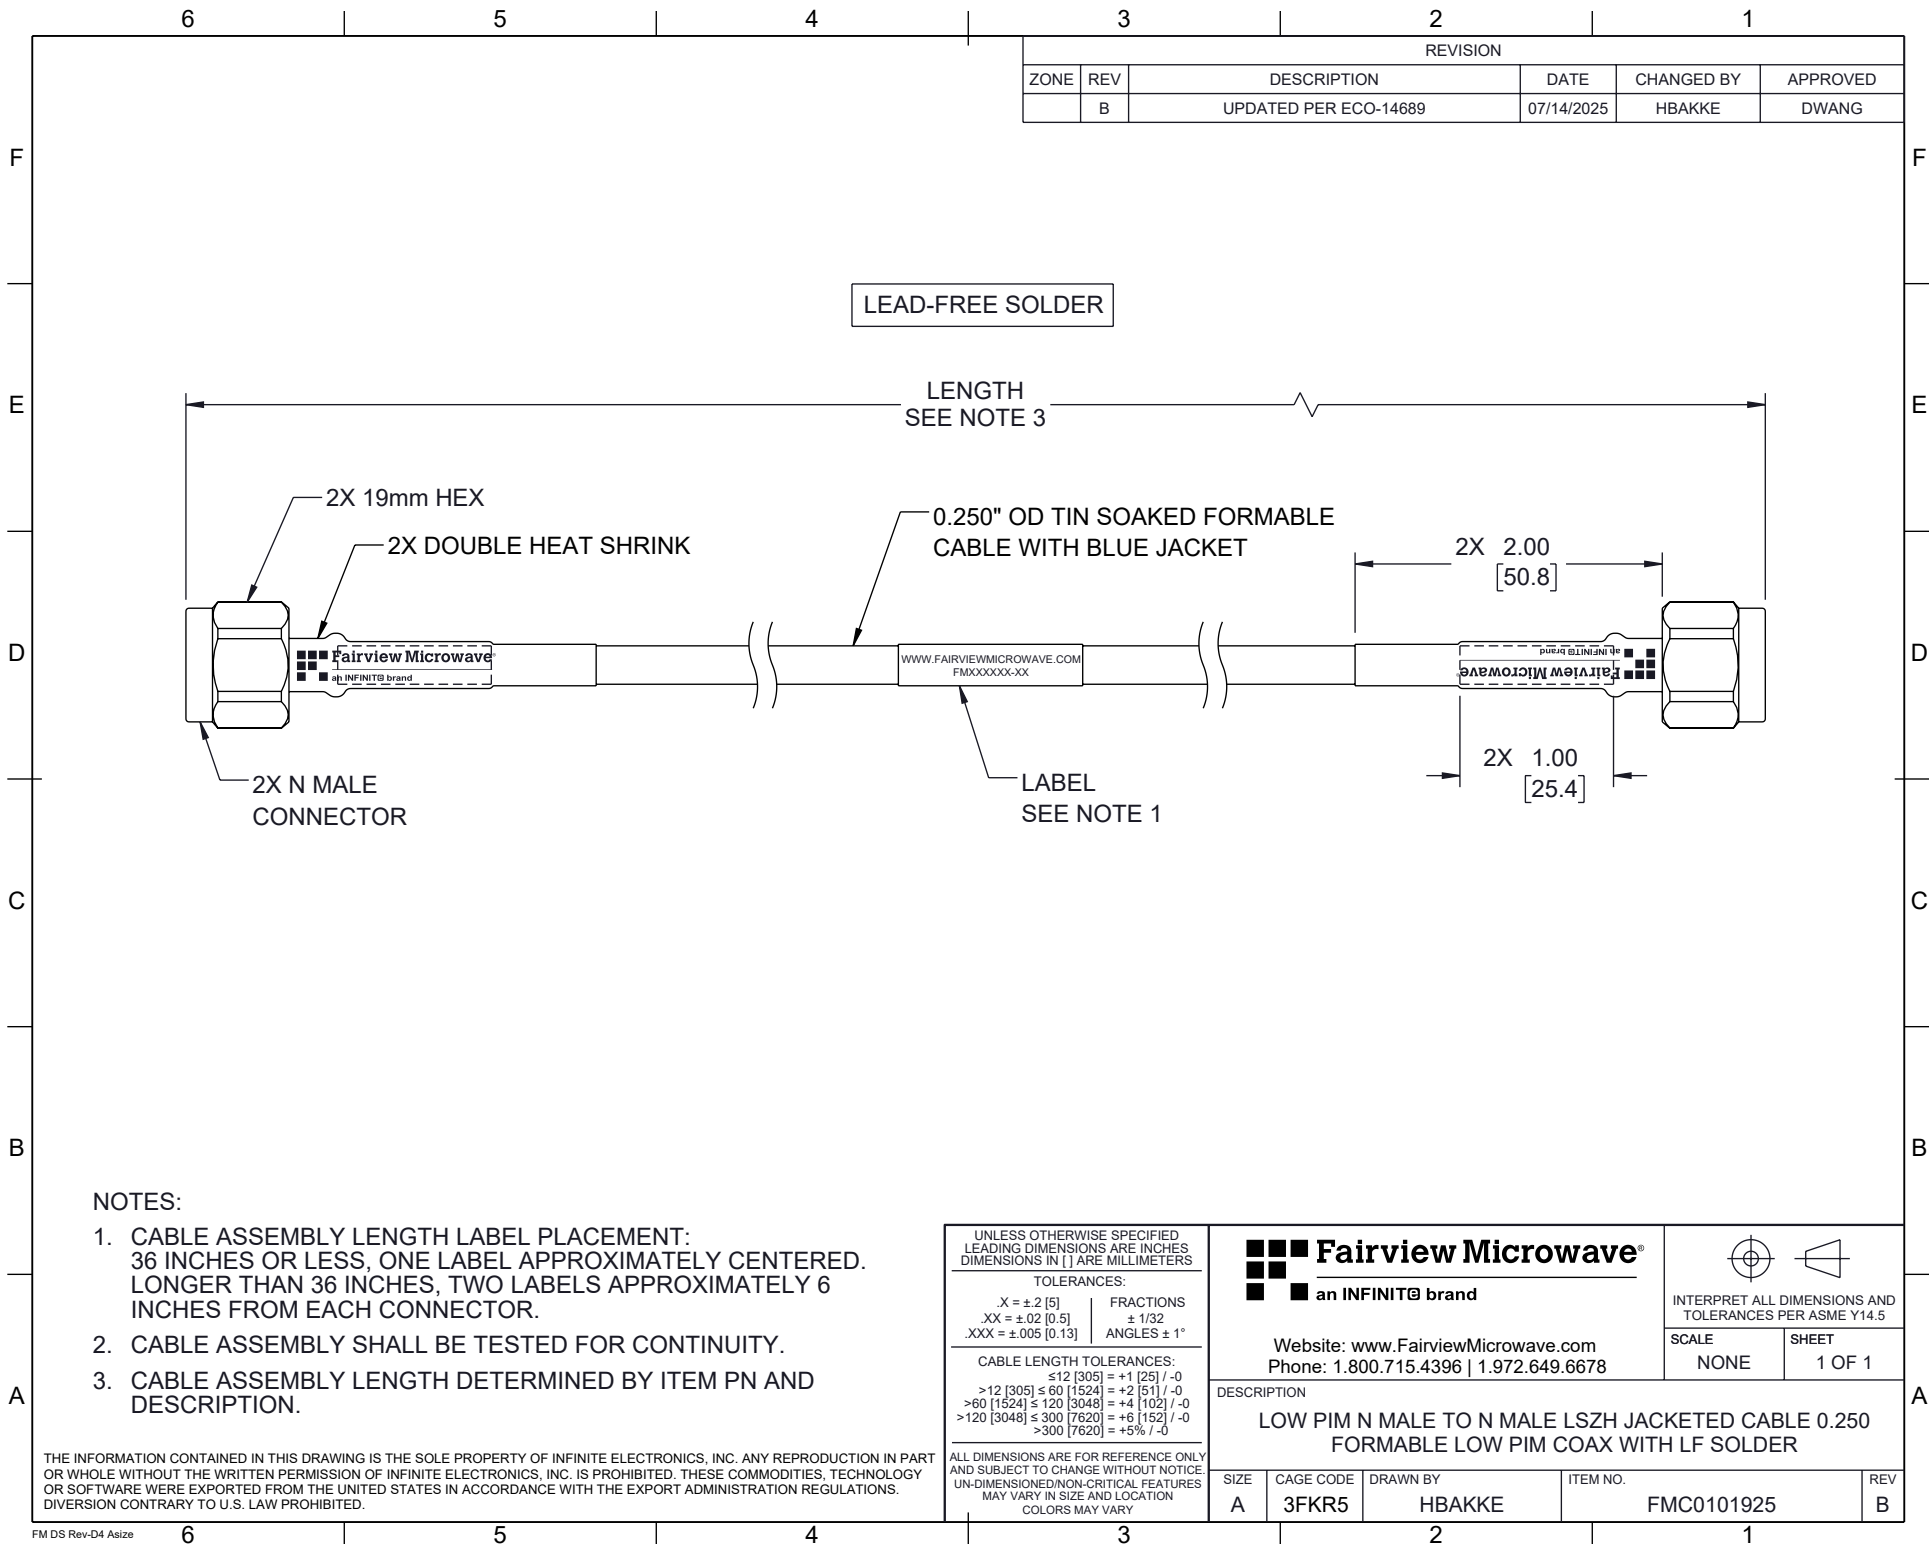 6 5 4 3 2 1
REVISION
ZONE REV DESCRIPTION DATE CHANGED BY APPROVED
B UPDATED PER ECO-14689 07/14/2025 HBAKKE DWANG
F F
LEAD-FREE SOLDER
E E
LENGTH
SEE NOTE 3
2X 19mm HEX
2X DOUBLE HEAT SHRINK
0.250" OD TIN SOAKED FORMABLE
CABLE WITH BLUE JACKET
2X 2.00
[50.8]
D D
Fairview Microwave®
an INFINIT@ brand
WWW.FAIRVIEWMICROWAVE.COM
FMXXXXXX-XX
Fairview Microwave®
an INFINIT@ brand
2X N MALE
CONNECTOR
LABEL
SEE NOTE 1
2X 1.00
[25.4]
C C
B B
NOTES:
1. CABLE ASSEMBLY LENGTH LABEL PLACEMENT:
36 INCHES OR LESS, ONE LABEL APPROXIMATELY CENTERED.
LONGER THAN 36 INCHES, TWO LABELS APPROXIMATELY 6
INCHES FROM EACH CONNECTOR.
2. CABLE ASSEMBLY SHALL BE TESTED FOR CONTINUITY.
3. CABLE ASSEMBLY LENGTH DETERMINED BY ITEM PN AND
DESCRIPTION.
A A
THE INFORMATION CONTAINED IN THIS DRAWING IS THE SOLE PROPERTY OF INFINITE ELECTRONICS, INC. ANY REPRODUCTION IN PART
OR WHOLE WITHOUT THE WRITTEN PERMISSION OF INFINITE ELECTRONICS, INC. IS PROHIBITED. THESE COMMODITIES, TECHNOLOGY
OR SOFTWARE WERE EXPORTED FROM THE UNITED STATES IN ACCORDANCE WITH THE EXPORT ADMINISTRATION REGULATIONS.
DIVERSION CONTRARY TO U.S. LAW PROHIBITED.
UNLESS OTHERWISE SPECIFIED
LEADING DIMENSIONS ARE INCHES
DIMENSIONS IN [ ] ARE MILLIMETERS
TOLERANCES:
.X = ±.2 [5] FRACTIONS
.XX = ±.02 [0.5] ± 1/32
.XXX = ±.005 [0.13] ANGLES ± 1°
CABLE LENGTH TOLERANCES:
≤12 [305] = +1 [25] / -0
>12 [305] ≤ 60 [1524] = +2 [51] / -0
>60 [1524] ≤ 120 [3048] = +4 [102] / -0
>120 [3048] ≤ 300 [7620] = +6 [152] / -0
>300 [7620] = +5% / -0
ALL DIMENSIONS ARE FOR REFERENCE ONLY
AND SUBJECT TO CHANGE WITHOUT NOTICE.
UN-DIMENSIONED/NON-CRITICAL FEATURES
MAY VARY IN SIZE AND LOCATION
COLORS MAY VARY
Fairview Microwave®
an INFINIT@ brand
Website: www.FairviewMicrowave.com
Phone: 1.800.715.4396 | 1.972.649.6678
INTERPRET ALL DIMENSIONS AND
TOLERANCES PER ASME Y14.5
SCALE SHEET
NONE 1 OF 1
DESCRIPTION
LOW PIM N MALE TO N MALE LSZH JACKETED CABLE 0.250
FORMABLE LOW PIM COAX WITH LF SOLDER
SIZE CAGE CODE DRAWN BY ITEM NO. REV
A 3FKR5 HBAKKE FMC0101925 B
FM DS Rev-D4 Asize
6 5 4 3 2 1